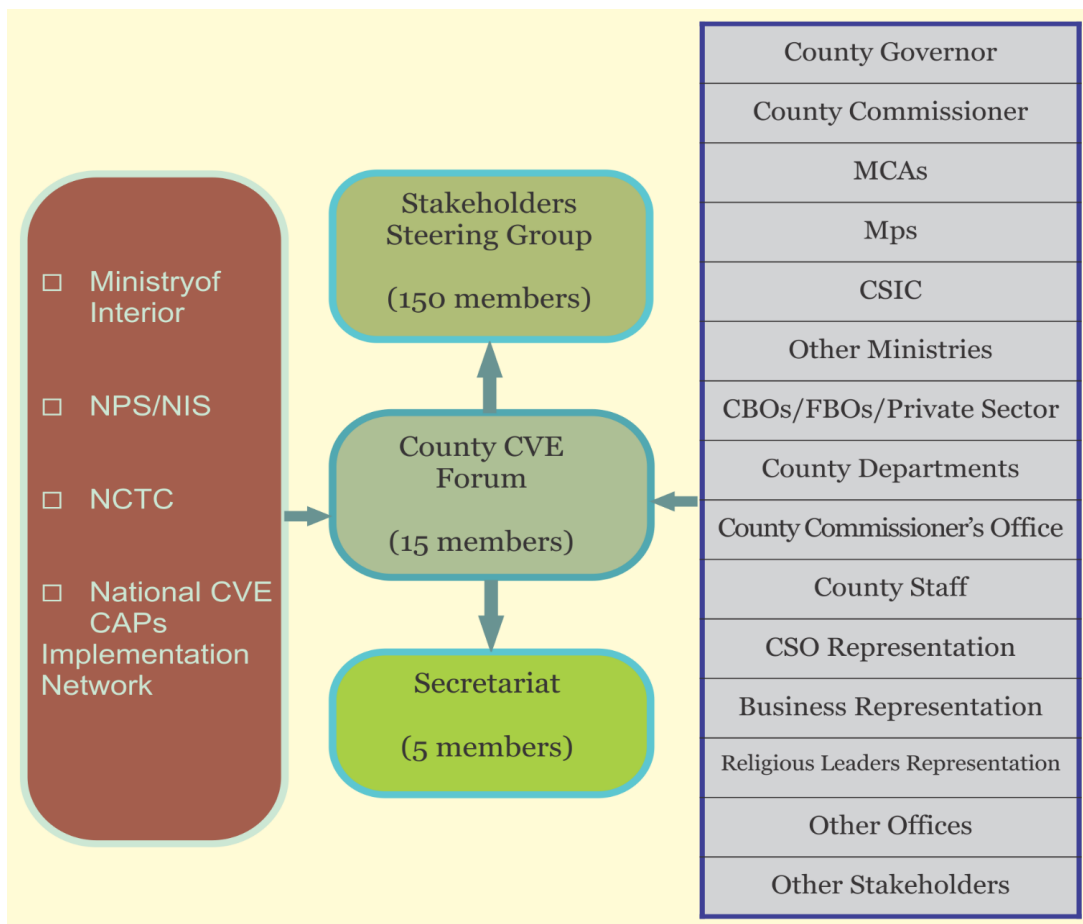 ☐ Ministryof
Interior
☐ NPS/NIS
☐ NCTC
☐ National CVE
CAPs
Implementation
Network
Stakeholders
Steering Group
(150 members)
County CVE
Forum
(15 members)
Secretariat
(5 members)
County Governor
County Commissioner
MCAs
Mps
CSIC
Other Ministries
CBOs/FBOs/Private Sector
County Departments
County Commissioner’s Office
County Staff
CSO Representation
Business Representation
Religious Leaders Representation
Other Offices
Other Stakeholders